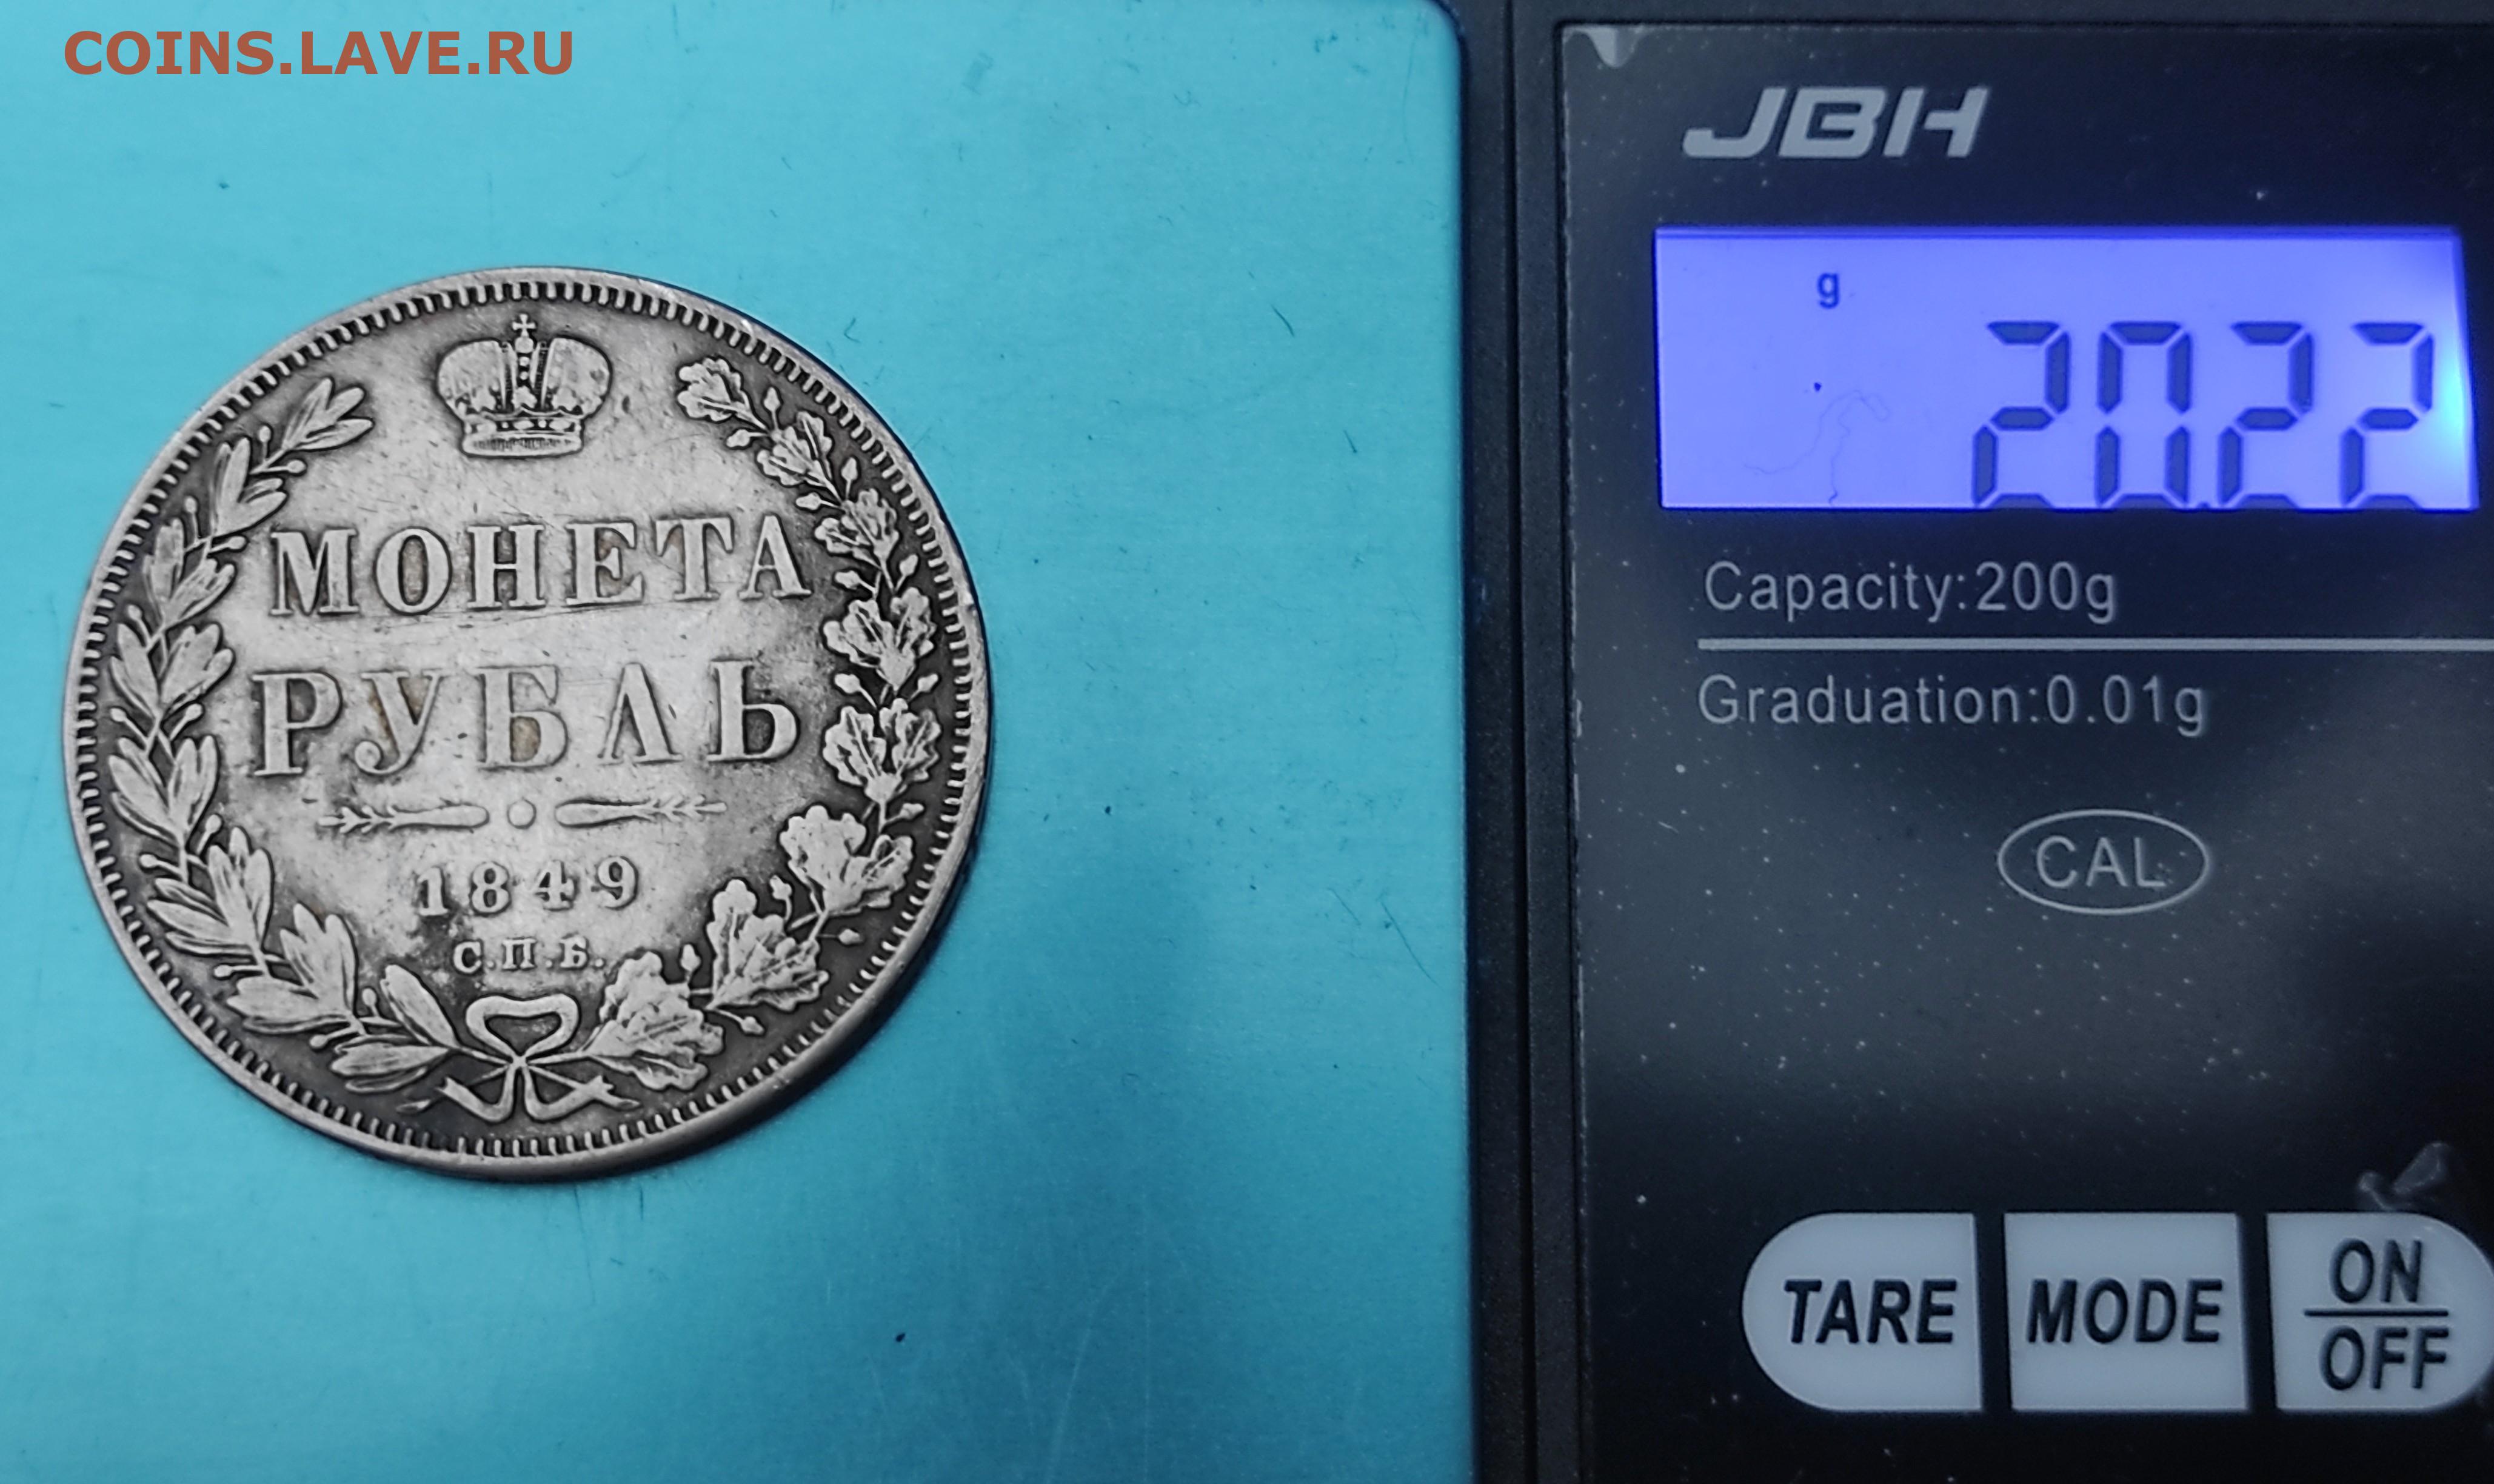 COINS.LAVE.RU
МОНЕТА
РУБЛЬ
1849
С.П.Б.
JBH
g
20.22
Capacity:200g
Graduation:0.01g
CAL
TARE
MODE
ON
OFF